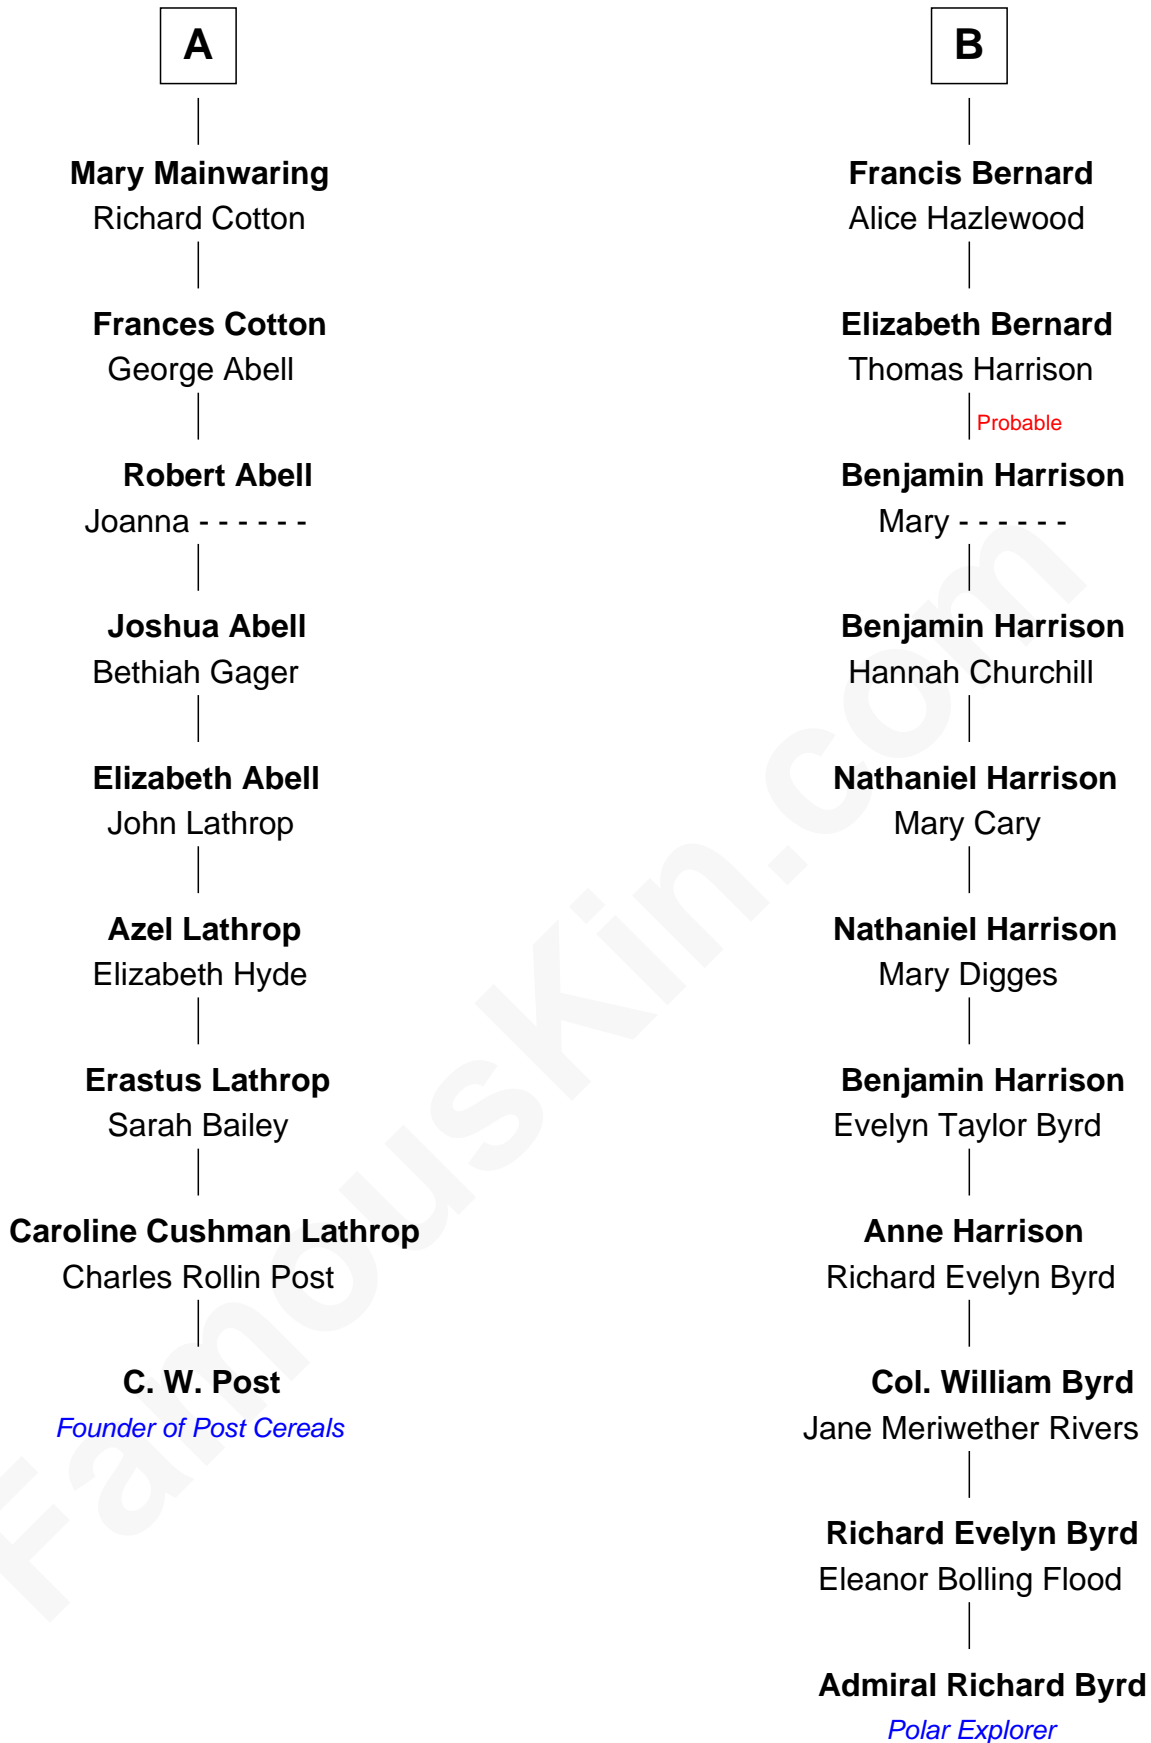 A
Mary Mainwaring
Richard Cotton
Frances Cotton
George Abell
Robert Abell
Joanna - - - - - -
Joshua Abell
Bethiah Gager
Elizabeth Abell
John Lathrop
Azel Lathrop
Elizabeth Hyde
Erastus Lathrop
Sarah Bailey
Caroline Cushman Lathrop
Charles Rollin Post
C. W. Post
Founder of Post Cereals
B
Francis Bernard
Alice Hazlewood
Elizabeth Bernard
Thomas Harrison
Probable
Benjamin Harrison
Mary - - - - - -
Benjamin Harrison
Hannah Churchill
Nathaniel Harrison
Mary Cary
Nathaniel Harrison
Mary Digges
Benjamin Harrison
Evelyn Taylor Byrd
Anne Harrison
Richard Evelyn Byrd
Col. William Byrd
Jane Meriwether Rivers
Richard Evelyn Byrd
Eleanor Bolling Flood
Admiral Richard Byrd
Polar Explorer
FamousKin.com